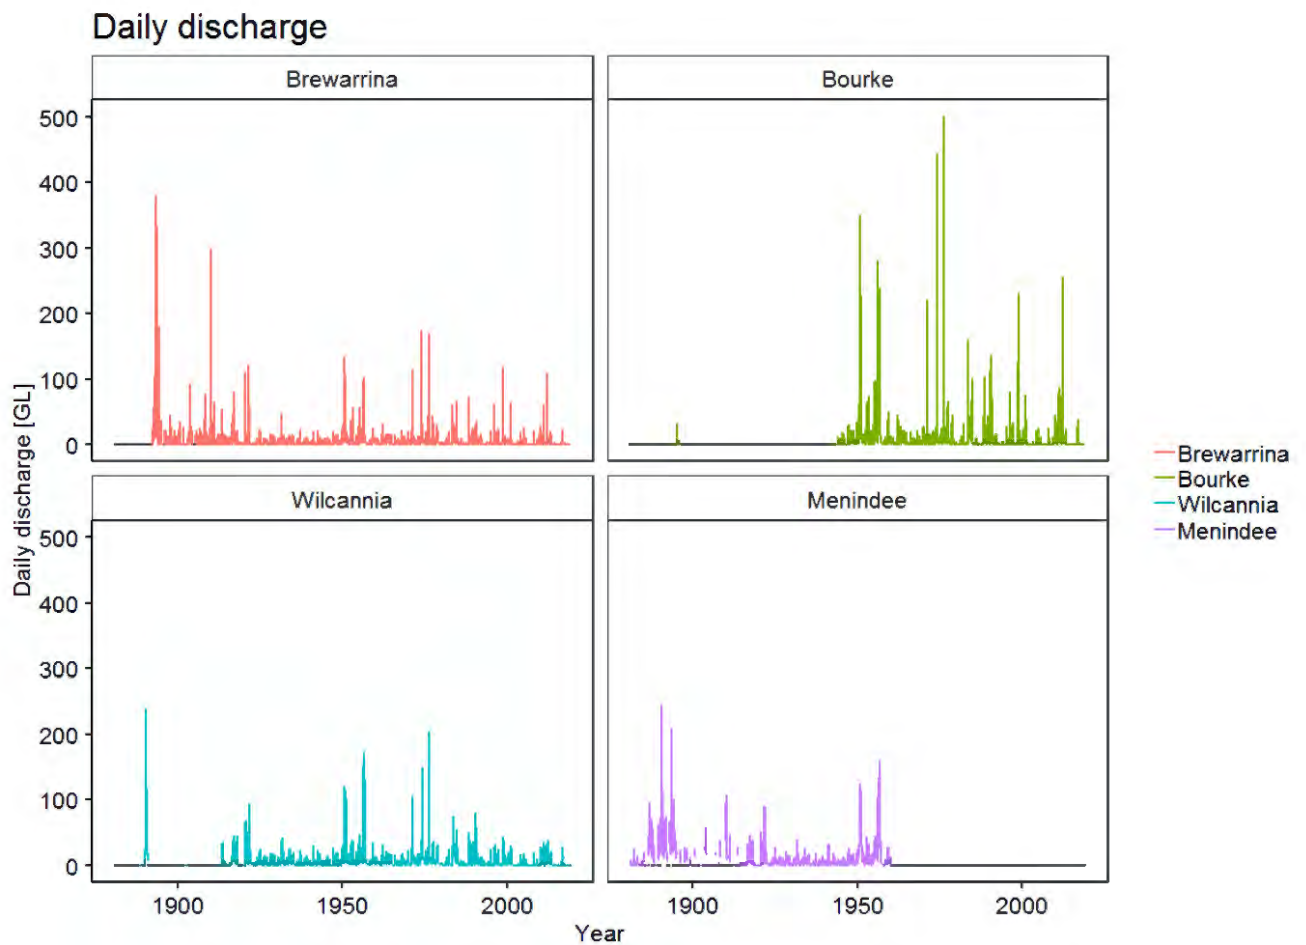 Daily discharge
Brewarrina
Bourke
500
400
300
200
100
0
Wilcannia
Menindee
500
400
300
200
100
0
Daily discharge [GL]
1900
1950
2000
1900
1950
2000
Year
Brewarrina
Bourke
Wilcannia
Menindee